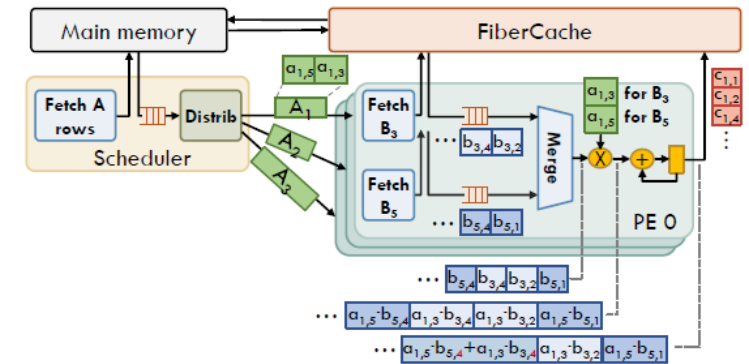 Main memory
FiberCache
a1,5 a1,3
c1,1
c1,2
c1,4
⋮
Fetch A rows
Distrib
Scheduler
A1
A2
A3
Fetch B3
Fetch B5
... b3,4 b3,2
... b5,4 b5,1
Merge
a1,3 for B3
a1,5 for B5
X
+
PE 0
... b5,4 b3,4 b3,2 b5,1
... a1,5·b5,4 a1,3·b3,4 a1,3·b3,2 a1,5·b5,1
... a1,5·b5,4+a1,3·b3,4 a1,3·b3,2 a1,5·b5,1